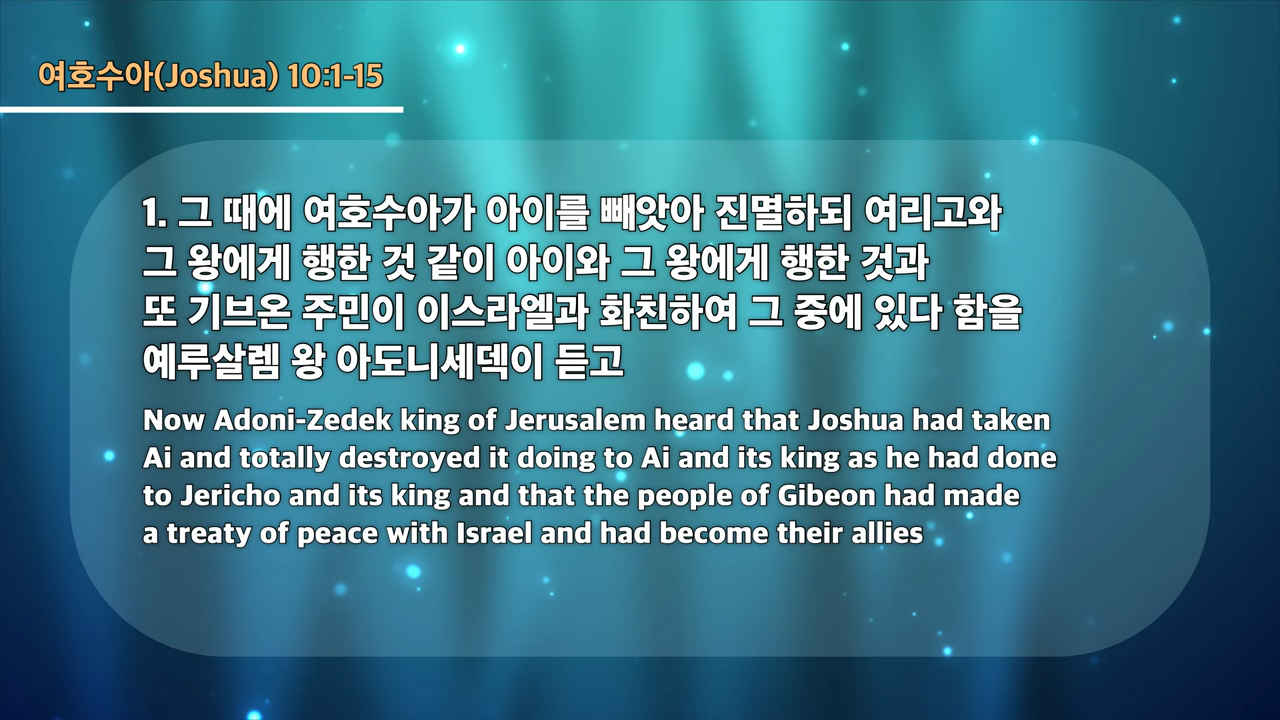 여호수아(Joshua) 10:1-15
1. 그 때에 여호수아가 아이를 빼앗아 진멸하되 여리고와
그 왕에게 행한 것 같이 아이와 그 왕에게 행한 것과
또 기브온 주민이 이스라엘과 화친하여 그 중에 있다 함을
예루살렘 왕 아도니세덱이 듣고
Now Adoni-Zedek king of Jerusalem heard that Joshua had taken
Ai and totally destroyed it doing to Ai and its king as he had done
to Jericho and its king and that the people of Gibeon had made
a treaty of peace with Israel and had become their allies